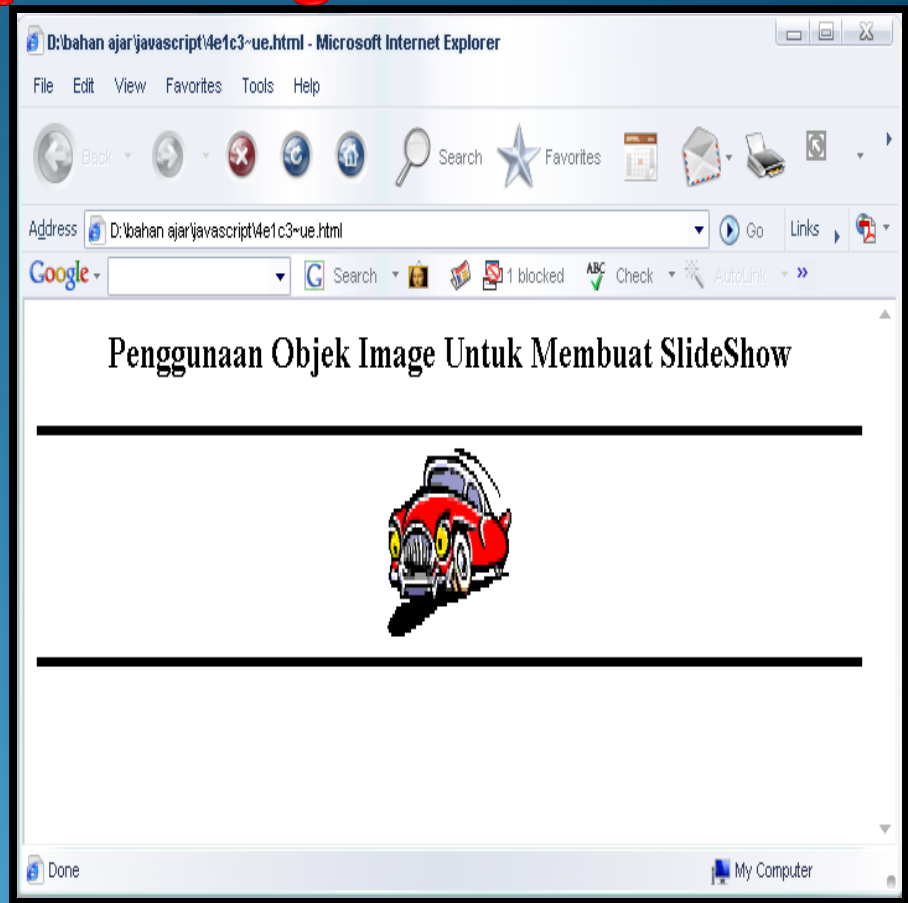 D:\bahan ajar\javascript\4e1c3~ue.html - Microsoft Internet Explorer
File Edit View Favorites Tools Help
Back Search Favorites
Address D:\bahan ajar\javascript\4e1c3~ue.html Go Links
Google G Search 1 blocked ABC Check AutoLink »
Penggunaan Objek Image Untuk Membuat SlideShow
Done My Computer